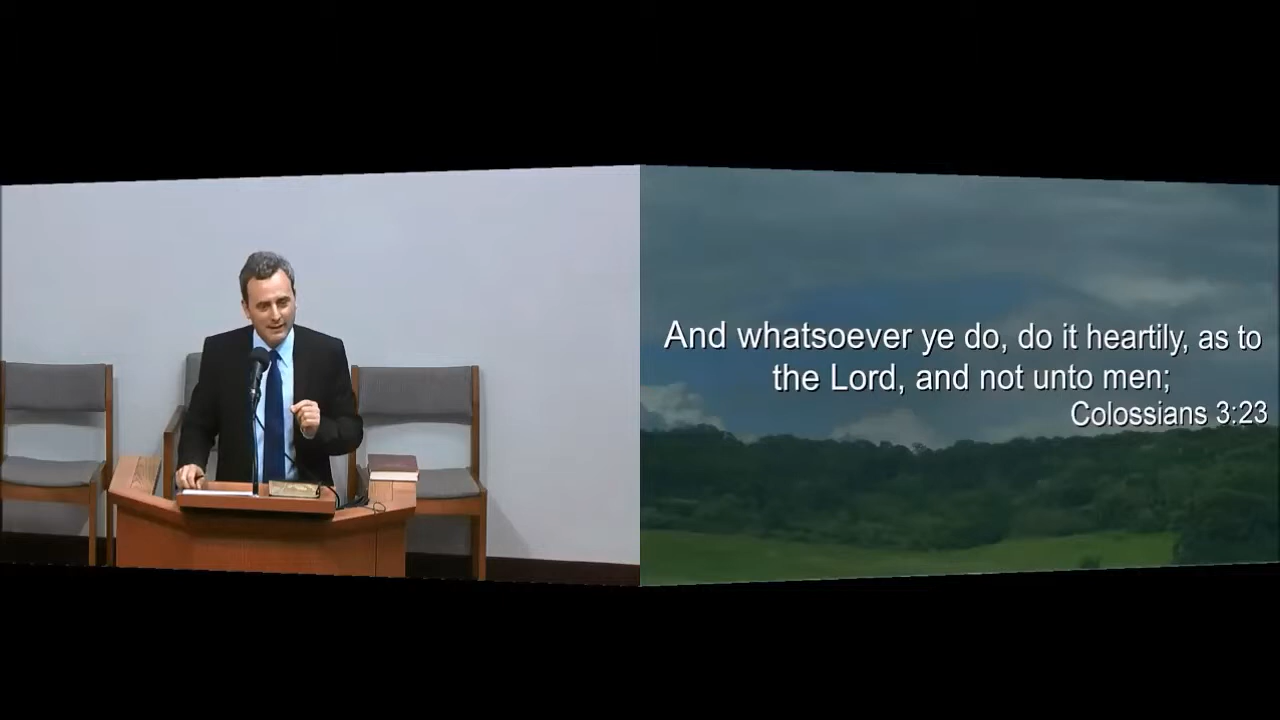 And whatsoever ye do, do it heartily, as to
the Lord, and not unto men;
Colossians 3:23